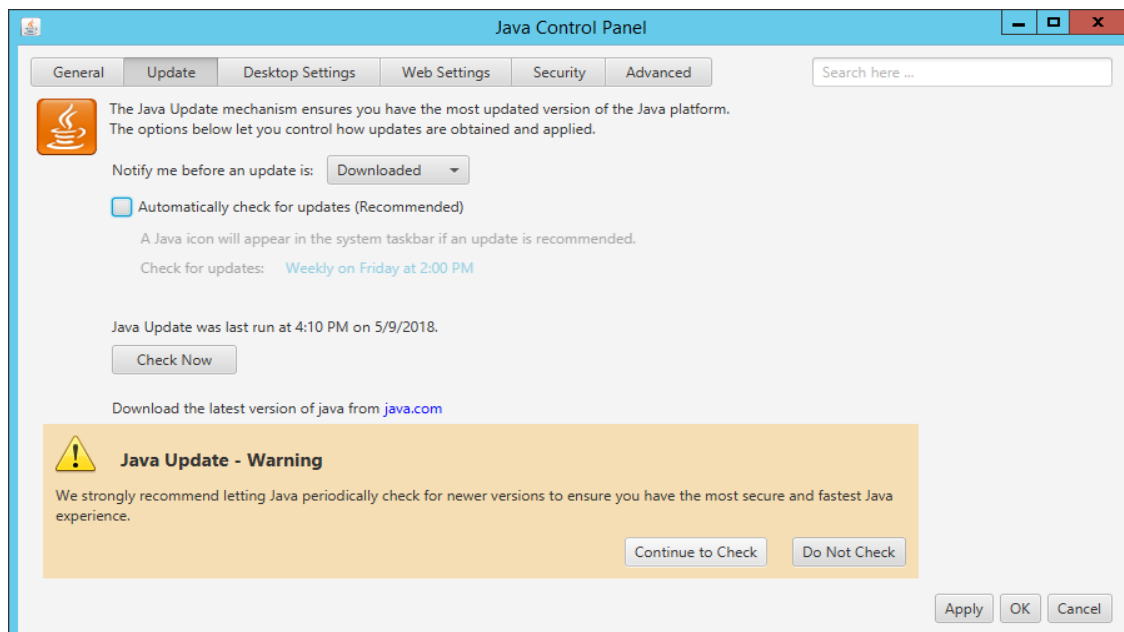 Java Control Panel
General Update Desktop Settings Web Settings Security Advanced Search here ...
The Java Update mechanism ensures you have the most updated version of the Java platform.
The options below let you control how updates are obtained and applied.
Notify me before an update is: Downloaded
Automatically check for updates (Recommended)
A Java icon will appear in the system taskbar if an update is recommended.
Check for updates: Weekly on Friday at 2:00 PM
Java Update was last run at 4:10 PM on 5/9/2018.
Check Now
Download the latest version of java from java.com
Java Update - Warning
We strongly recommend letting Java periodically check for newer versions to ensure you have the most secure and fastest Java
experience.
Continue to Check Do Not Check
Apply OK Cancel